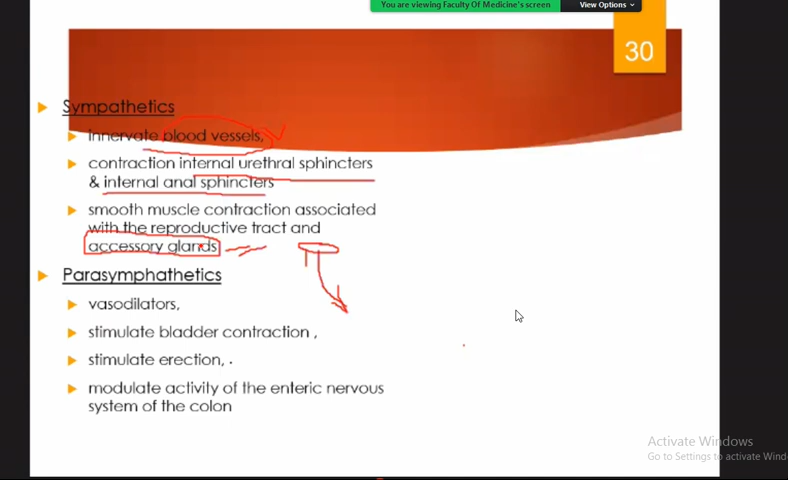 You are viewing Faculty Of Medicine's screen
View Options
30
Sympathetics
innervate blood vessels,
contraction internal urethral sphincters
& internal anal sphincters
smooth muscle contraction associated
with the reproductive tract and
accessory glands
Parasymphathetics
vasodilators,
stimulate bladder contraction ,
stimulate erection, .
modulate activity of the enteric nervous
system of the colon
Activate Windows
Go to Settings to activate Wind